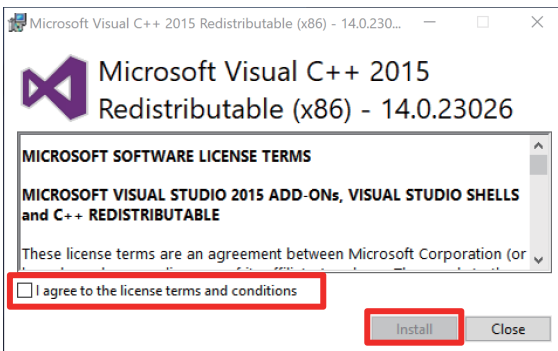 Microsoft Visual C++ 2015 Redistributable (x86) - 14.0.230...
Microsoft Visual C++ 2015
Redistributable (x86) - 14.0.23026
MICROSOFT SOFTWARE LICENSE TERMS
MICROSOFT VISUAL STUDIO 2015 ADD-ONs, VISUAL STUDIO SHELLS
and C++ REDISTRIBUTABLE
These license terms are an agreement between Microsoft Corporation (or
I agree to the license terms and conditions
Install
Close